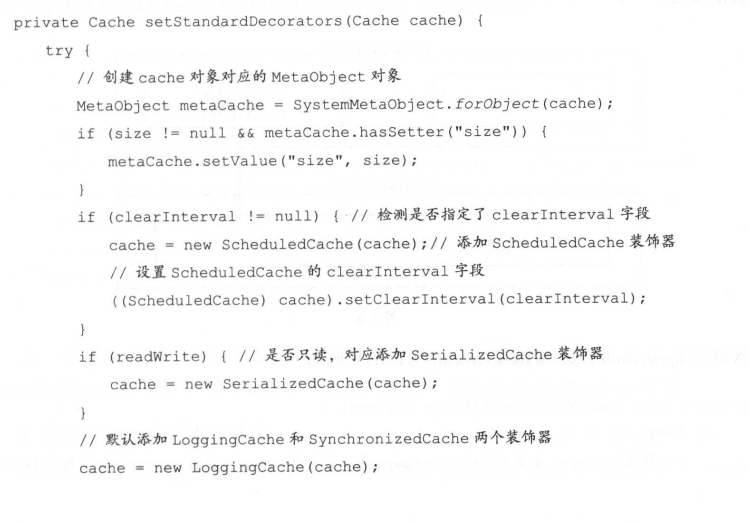 private Cache setStandardDecorators(Cache cache) {
try {
// 创建 cache 对象对应的 MetaObject 对象
MetaObject metaCache = SystemMetaObject.forObject(cache);
if (size != null && metaCache.hasSetter("size")) {
metaCache.setValue("size", size);
}
if (clearInterval != null) { // 检测是否指定了 clearInterval 字段
cache = new ScheduledCache(cache);// 添加 ScheduledCache 装饰器
// 设置 ScheduledCache 的 clearInterval 字段
((ScheduledCache) cache).setClearInterval(clearInterval);
}
if (readWrite) { // 是否只读，对应添加 SerializedCache 装饰器
cache = new SerializedCache(cache);
}
// 默认添加 LoggingCache 和 SynchronizedCache 两个装饰器
cache = new LoggingCache(cache);